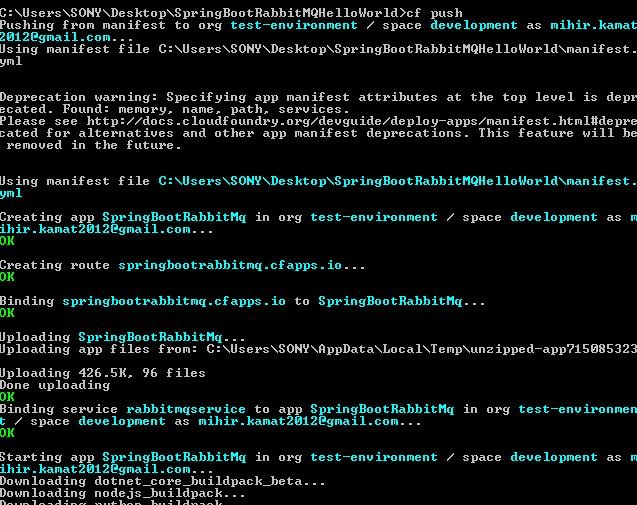 C:\Users\SONY\Desktop\SpringBootRabbitMQHelloWorld>cf push
Pushing from manifest to org test-environment / space development as mihir.kamat
2012@gmail.com...
Using manifest file C:\Users\SONY\Desktop\SpringBootRabbitMQHelloWorld\manifest.
yml
Deprecation warning: Specifying app manifest attributes at the top level is depr
ecated. Found: memory, name, path, services.
Please see http://docs.cloudfoundry.org/devguide/deploy-apps/manifest.html#depre
cated for alternatives and other app manifest deprecations. This feature will be
 removed in the future.
Using manifest file C:\Users\SONY\Desktop\SpringBootRabbitMQHelloWorld\manifest.
yml
Creating app SpringBootRabbitMq in org test-environment / space development as m
ihir.kamat2012@gmail.com...
OK
Creating route springbootrabbitmq.cfapps.io...
OK
Binding springbootrabbitmq.cfapps.io to SpringBootRabbitMq...
OK
Uploading SpringBootRabbitMq...
Uploading app files from: C:\Users\SONY\AppData\Local\Temp\unzipped-app715085323
Uploading 426.5K, 96 files
Done uploading
OK
Binding service rabbitmqservice to app SpringBootRabbitMq in org test-environmen
t / space development as mihir.kamat2012@gmail.com...
OK
Starting app SpringBootRabbitMq in org test-environment / space development as m
ihir.kamat2012@gmail.com...
Downloading dotnet_core_buildpack_beta...
Downloading nodejs_buildpack...
Downloading python_buildpack